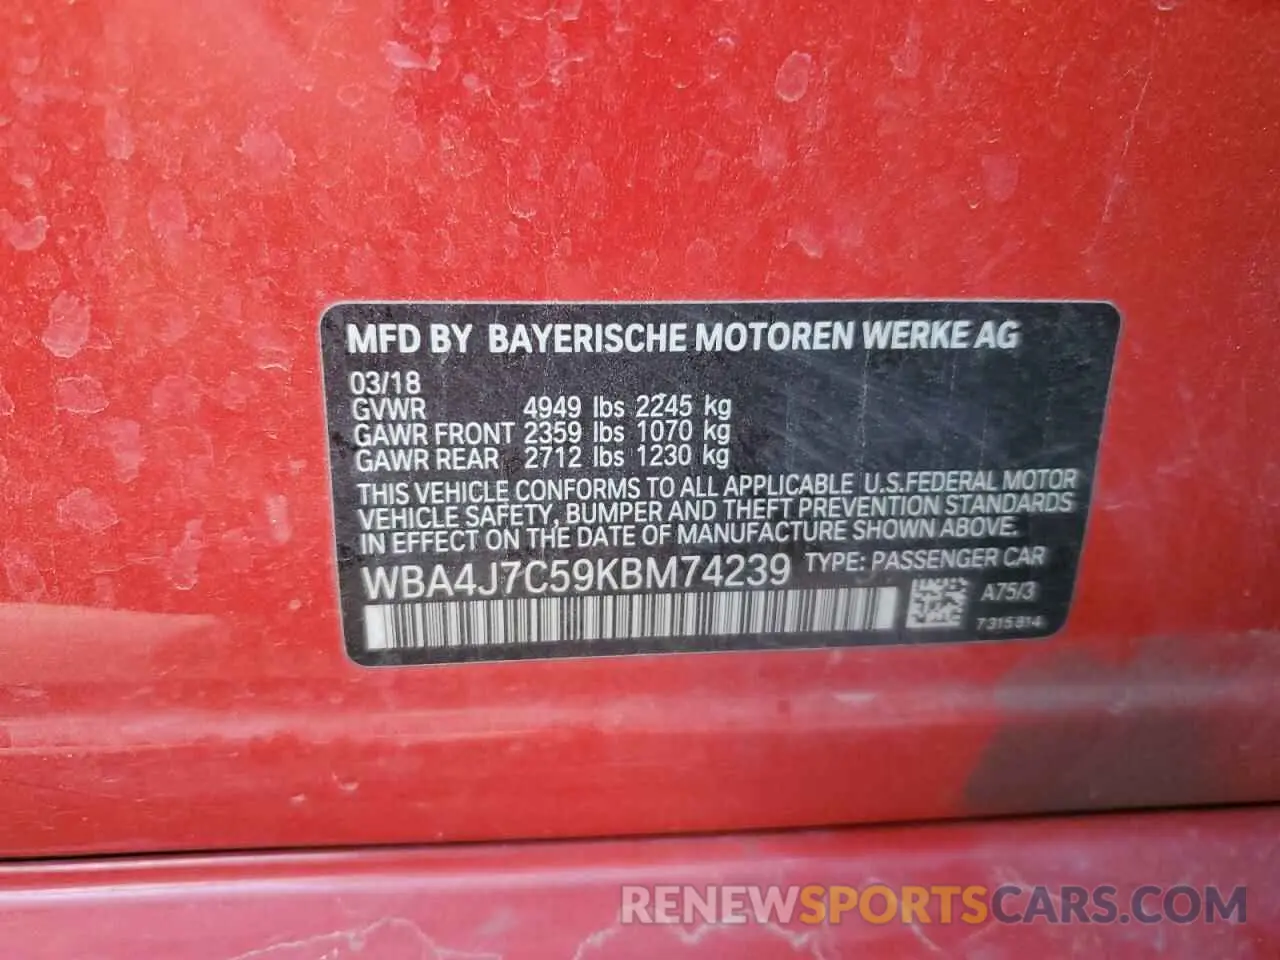 MFD BY BAYERISCHE MOTOREN WERKE AG
03/18
GVWR 4949 lbs 2245 kg
GAWR FRONT 2359 lbs 1070 kg
GAWR REAR 2712 lbs 1230 kg
THIS VEHICLE CONFORMS TO ALL APPLICABLE U.S.FEDERAL MOTOR
VEHICLE SAFETY, BUMPER AND THEFT PREVENTION STANDARDS
IN EFFECT ON THE DATE OF MANUFACTURE SHOWN ABOVE.
WBA4J7C59KBM74239 TYPE: PASSENGER CAR
A75/3
7315814
RENEWSPORTSCARS.COM